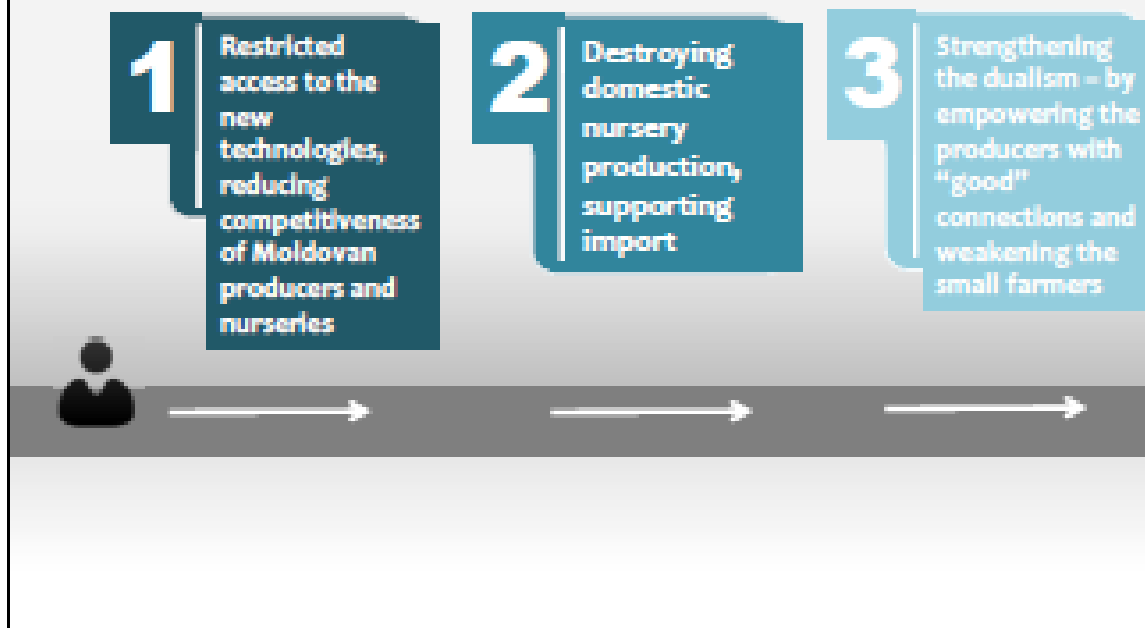 1
Restricted
access to the
new
technologies,
reducing
competitiveness
of Moldovan
producers and
nurseries
2
Destroying
domestic
nursery
production,
supporting
import
3
Strengthening
the dualism – by
empowering the
producers with
“good”
connections and
weakening the
small farmers